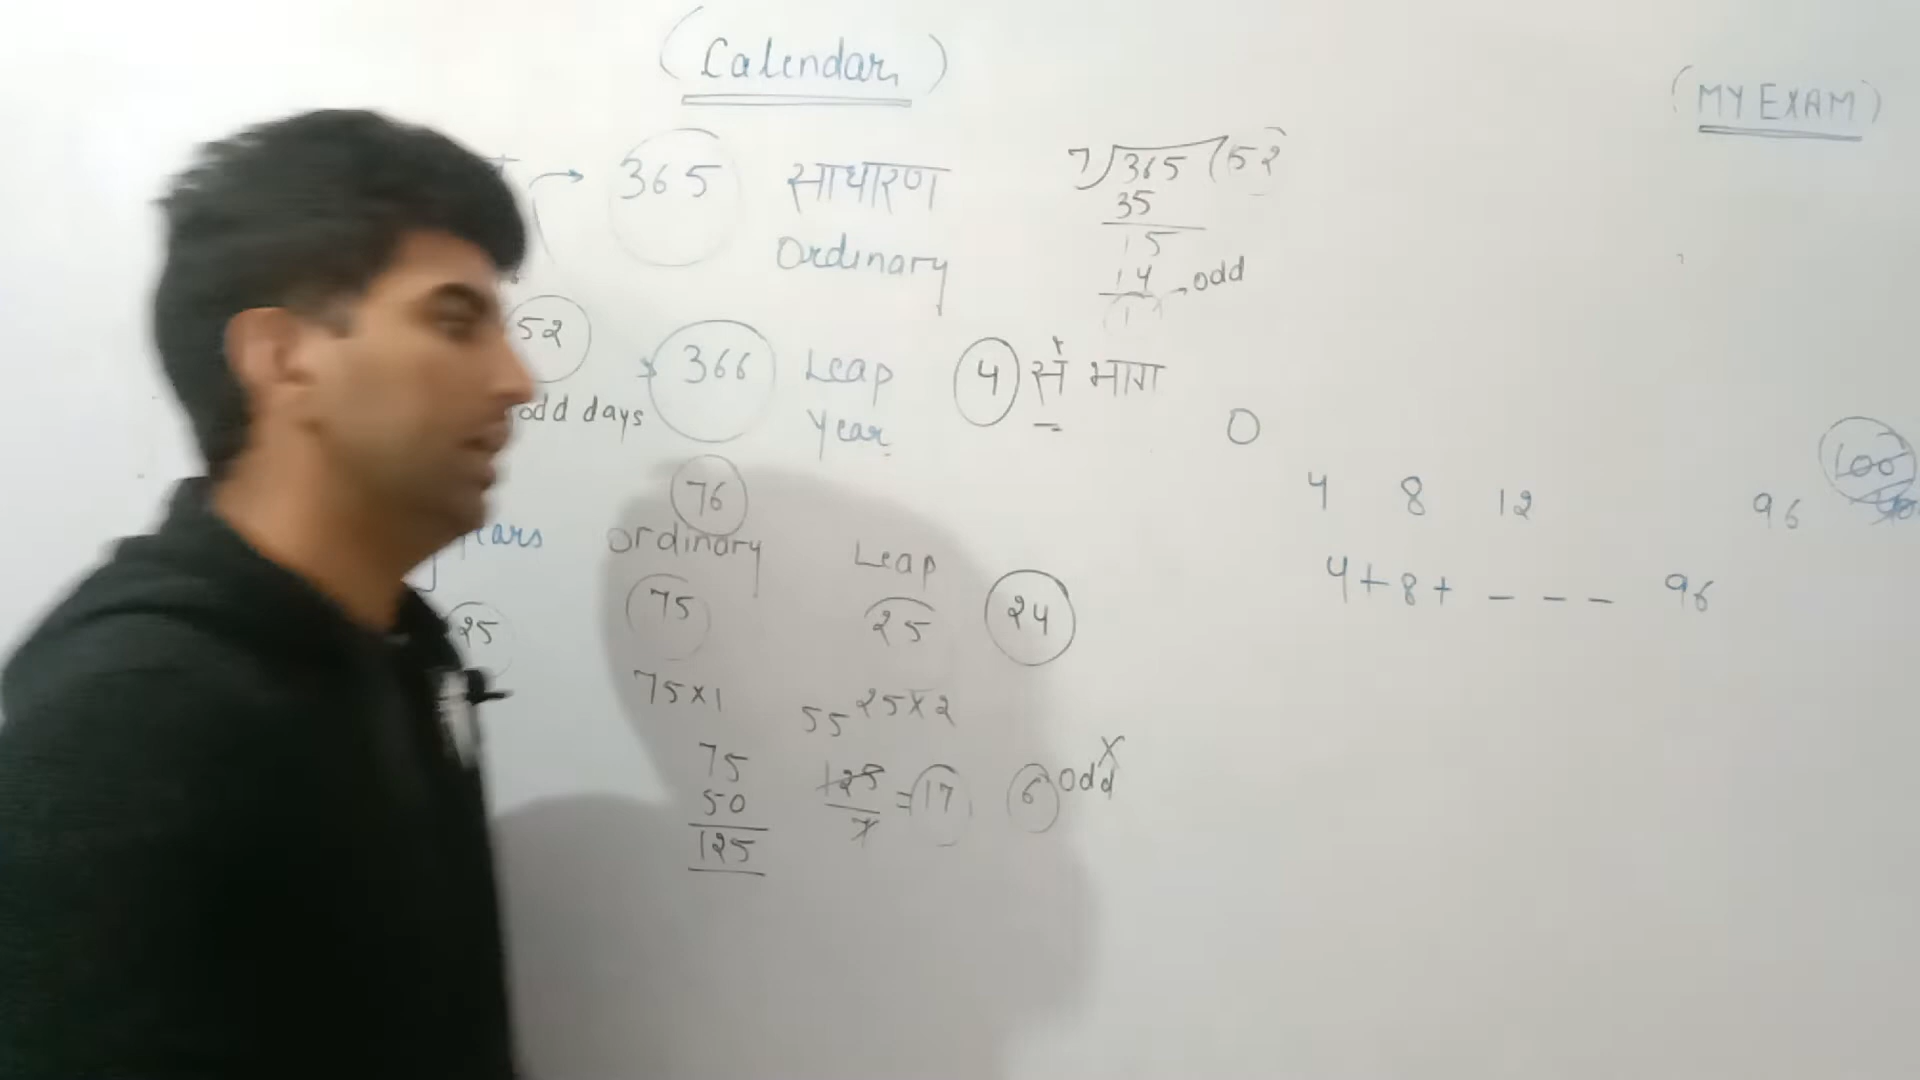 (Calendar)
(MY EXAM)
365 साधारण
Ordinary
7)365(52
35
15
14 odd
1
52
366 Leap
Year
4 से भाग
0
odd days
76
ordinary
Leap
75
25
24
25
4 8 12 96 100
4+8+ _ _ _ 96
75×1
55 25×2
75
50
125
125/7 = 17
6 odd